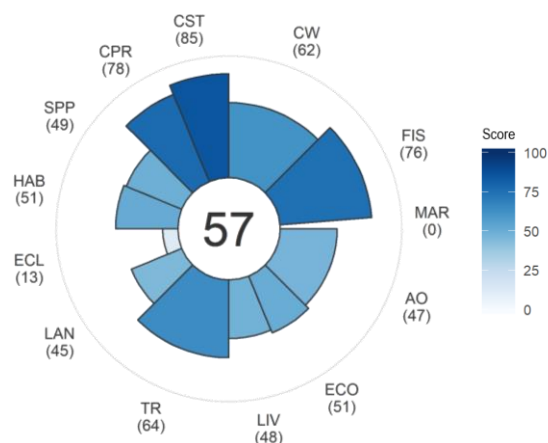 CST
(85)
CW
(62)
CPR
(78)
SPP
(49)
FIS
(76)
HAB
(51)
MAR
(0)
57
ECL
(13)
AO
(47)
LAN
(45)
ECO
(51)
TR
(64)
LIV
(48)
Score
100
75
50
25
0